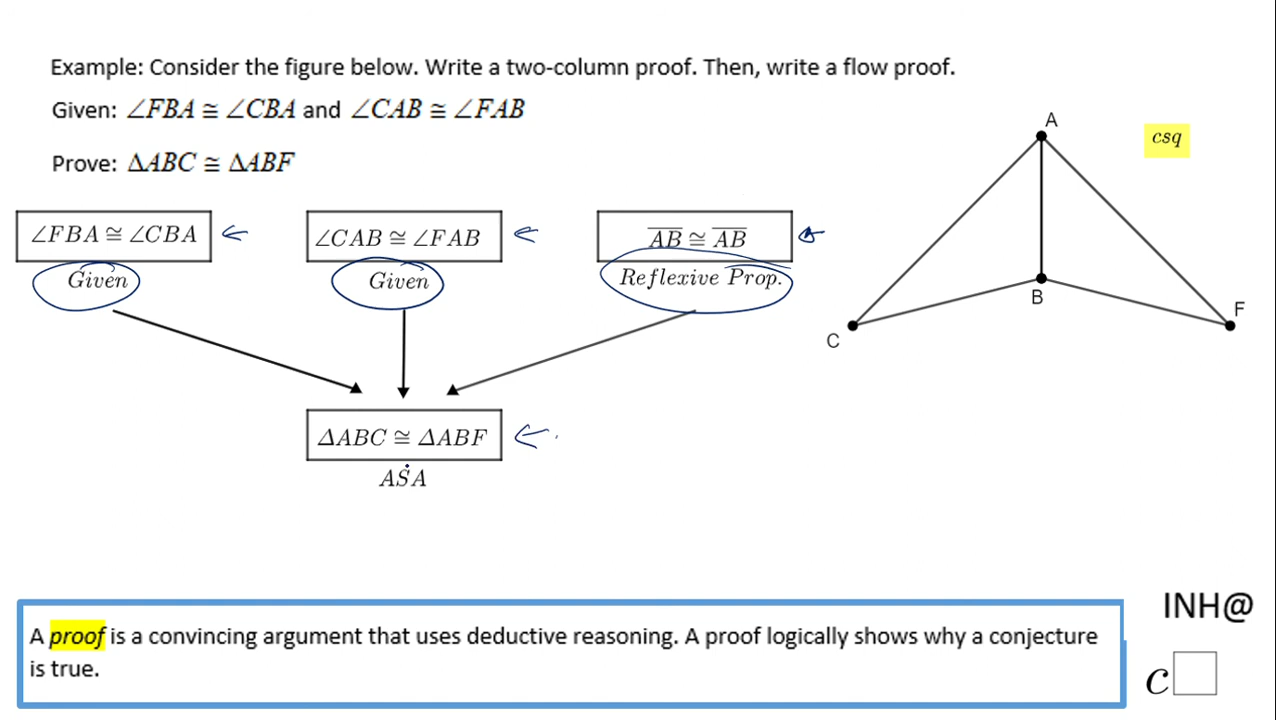 Example: Consider the figure below. Write a two-column proof. Then, write a flow proof.
Given: ∠FBA ≅ ∠CBA and ∠CAB ≅ ∠FAB
Prove: ΔABC ≅ ΔABF
csq
∠FBA ≅ ∠CBA
∠CAB ≅ ∠FAB
A͞B͞ ≅ A͞B͞
Given
Given
Reflexive Prop.
ΔABC ≅ ΔABF
ASA
A
B
C
F
INH@
A proof is a convincing argument that uses deductive reasoning. A proof logically shows why a conjecture
is true.
c□